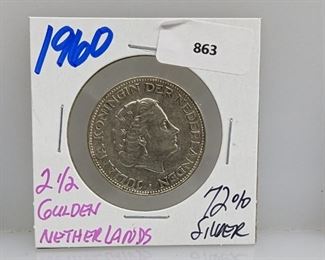 1960
863
JULIANA KONINGIN DER NEDERLANDEN
2 1/2
GULDEN
NETHERLANDS
72%
SILVER